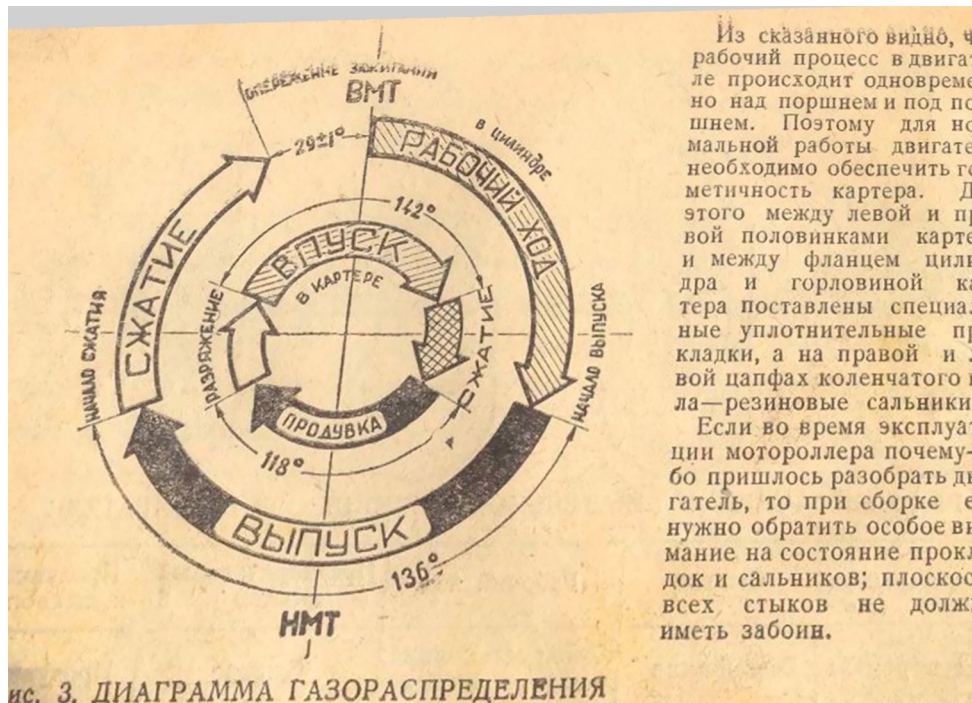 ОПЕРЕЖЕНИЕ ЗАЖИГАНИЯ
ВМТ
29±1°
В ЦИЛИНДРЕ
РАБОЧИЙ ХОД
СЖАТИЕ
142°
ВПУСК
В КАРТЕРЕ
РАЗРЯЖЕНИЕ
СЖАТИЕ
НАЧАЛО СЖАТИЯ
НАЧАЛО ВЫПУСКА
ПРОДУВКА
118°
ВЫПУСК
136°
НМТ
ис. 3. ДИАГРАММА ГАЗОРАСПРЕДЕЛЕНИЯ
Из сказанного видно, ч
рабочий процесс в двигат
ле происходит одновреме
но над поршнем и под по
шнем. Поэтому для но
мальной работы двигате
необходимо обеспечить ге
метичность картера. Д
этого между левой и пр
вой половинками карте
и между фланцем цили
дра и горловиной ка
тера поставлены специа
ные уплотнительные пр
кладки, а на правой и
вой цапфах коленчатого
ла—резиновые сальники
Если во время эксплуат
ции мотороллера почему-
бо пришлось разобрать дв
гатель, то при сборке е
нужно обратить особое вн
мание на состояние прокл
док и сальников; плоскос
всех стыков не должн
иметь забоин.